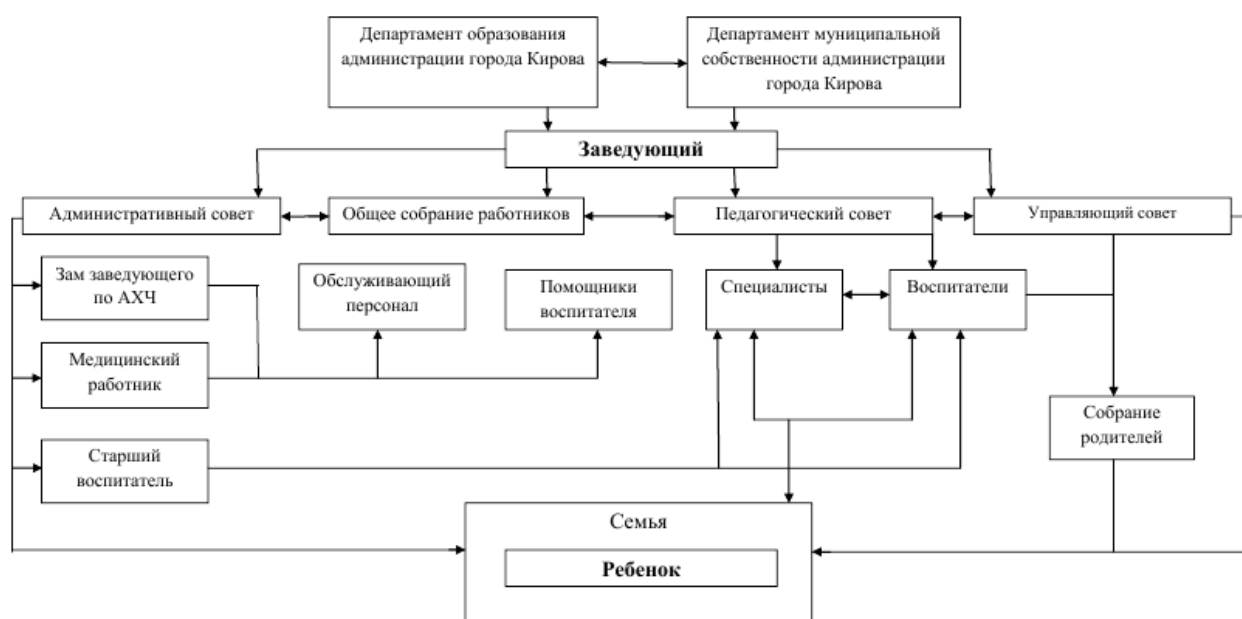 Департамент образования
администрации города Кирова
Департамент муниципальной
собственности администрации
города Кирова
Заведующий
Административный совет
Общее собрание работников
Педагогический совет
Управляющий совет
Зам заведующего
по АХЧ
Обслуживающий
персонал
Помощники
воспитателя
Специалисты
Воспитатели
Медицинский
работник
Собрание
родителей
Старший
воспитатель
Семья
Ребенок